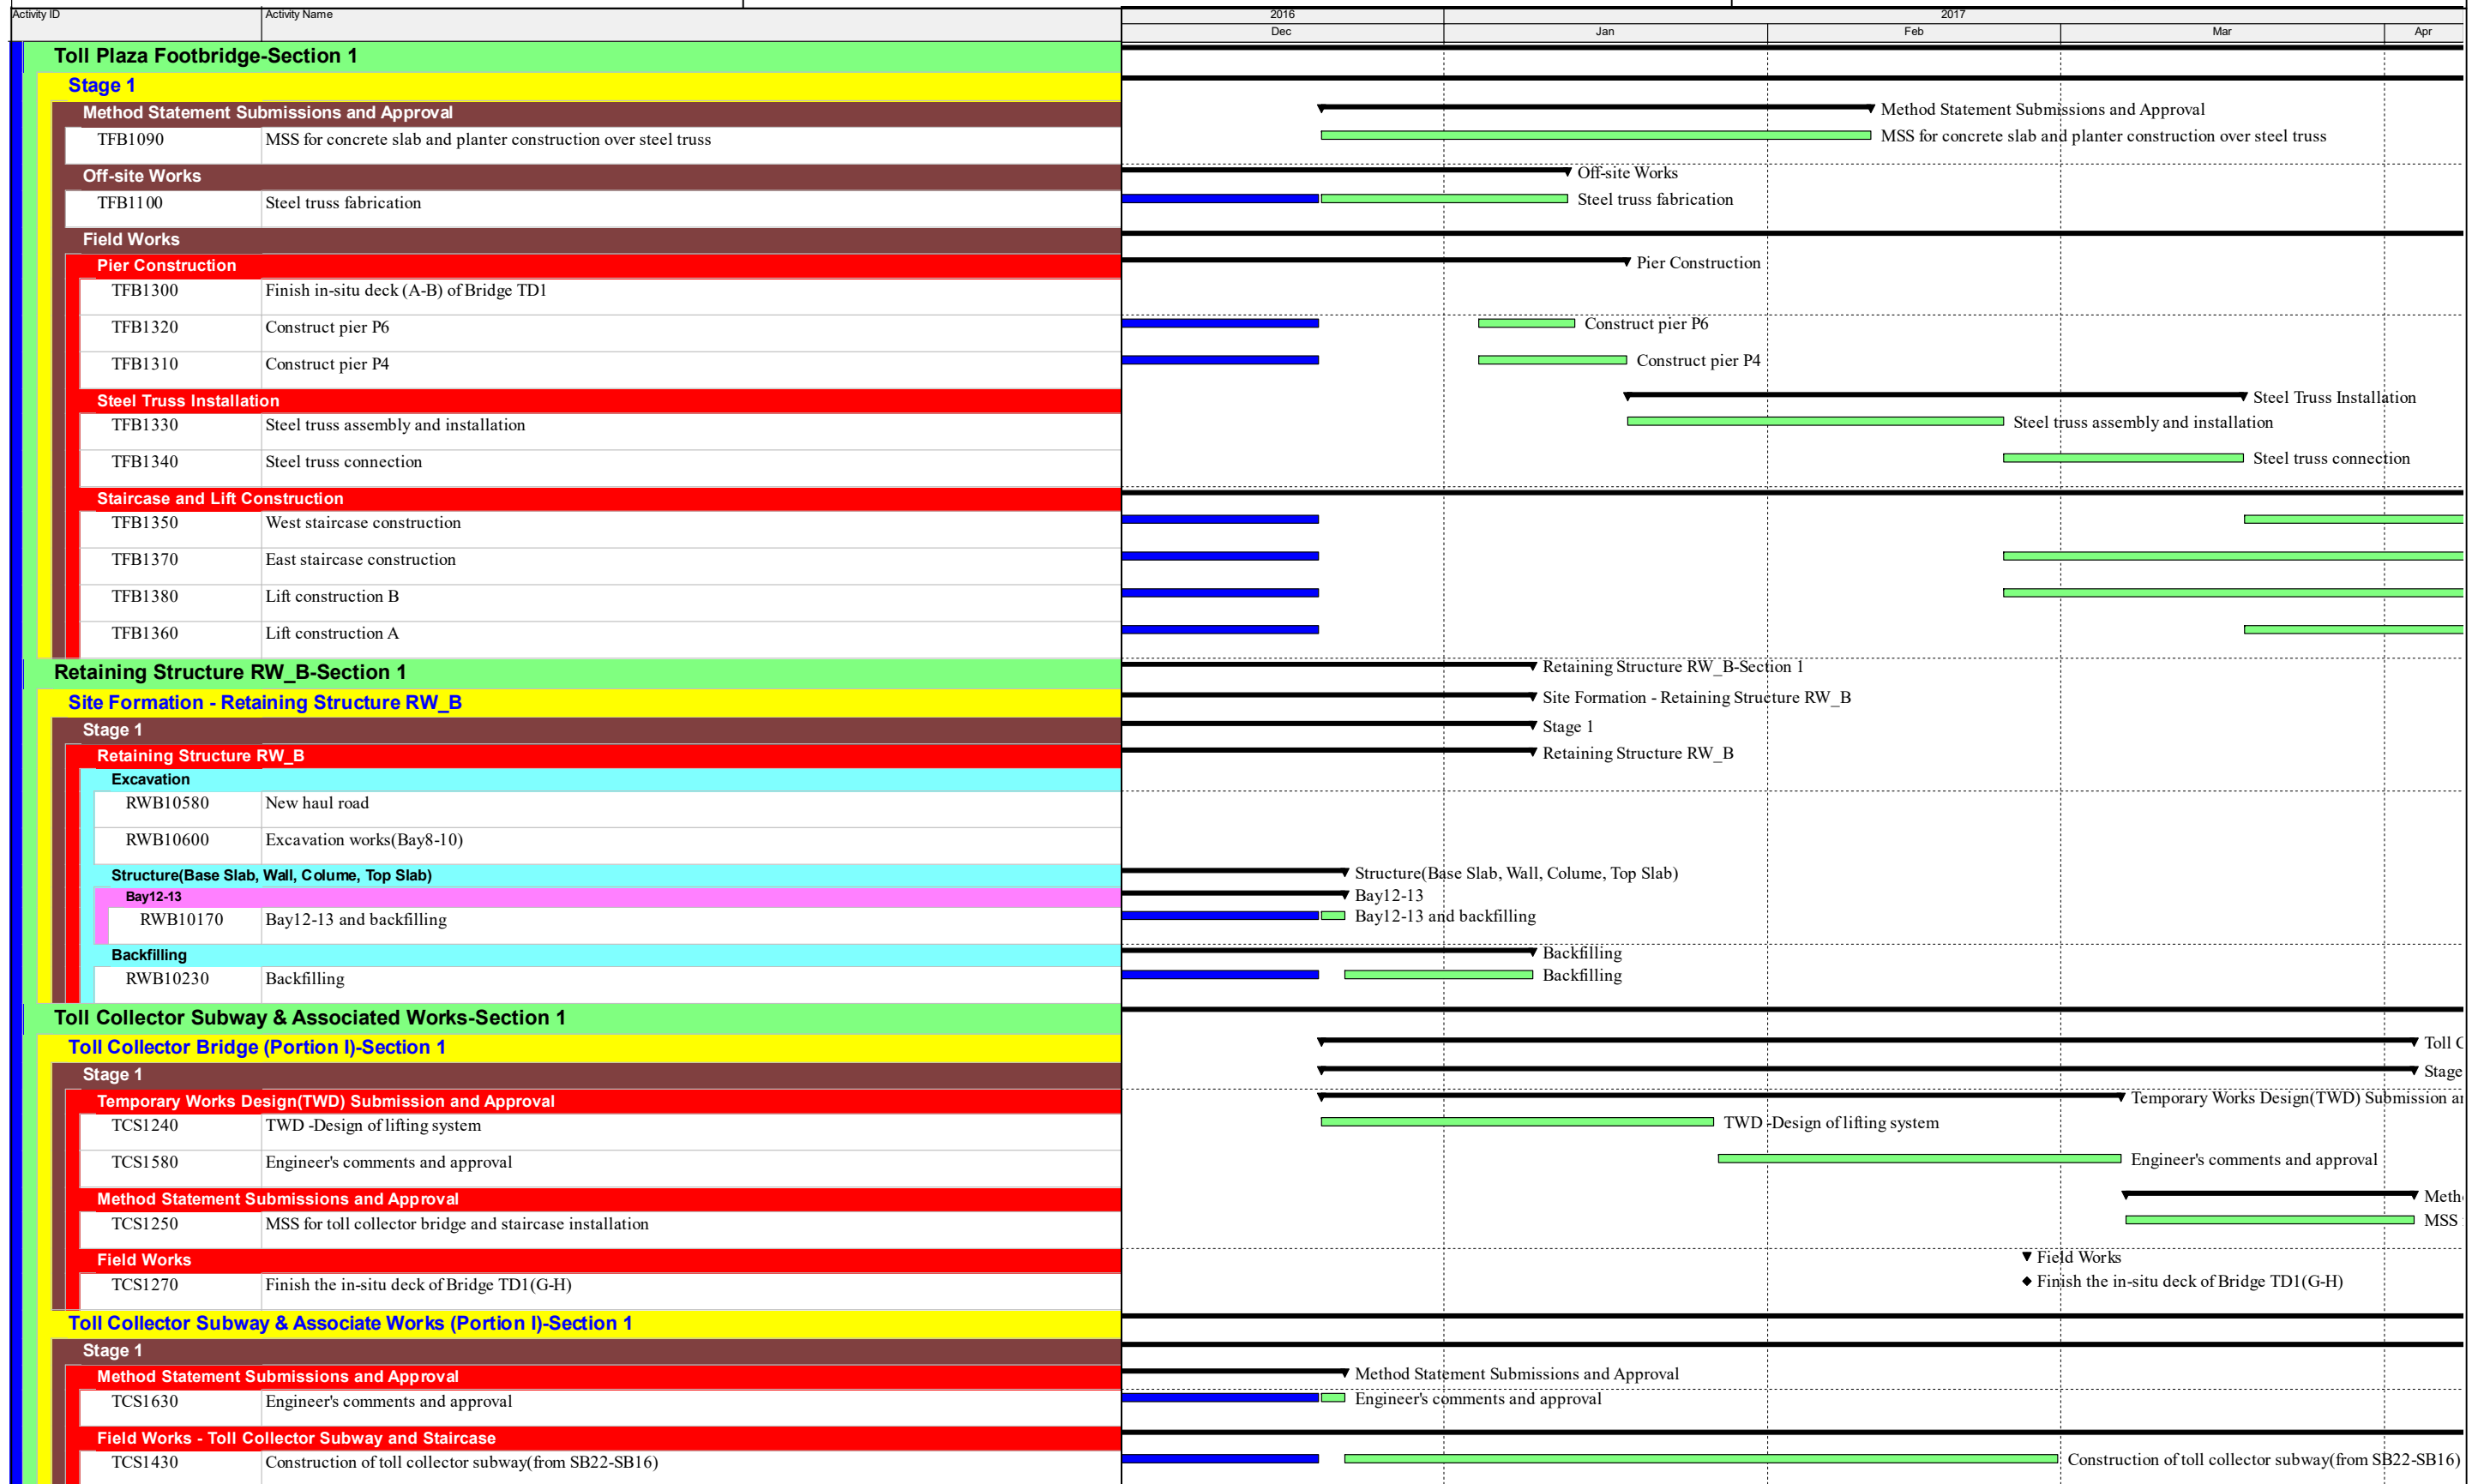 Activity ID Activity Name 2016 2017
Dec Jan Feb Mar Apr
Toll Plaza Footbridge-Section 1
Stage 1
Method Statement Submissions and Approval Method Statement Submissions and Approval
TFB1090 MSS for concrete slab and planter construction over steel truss MSS for concrete slab and planter construction over steel truss
Off-site Works Off-site Works
TFB1100 Steel truss fabrication Steel truss fabrication
Field Works
Pier Construction Pier Construction
TFB1300 Finish in-situ deck (A-B) of Bridge TD1
TFB1320 Construct pier P6 Construct pier P6
TFB1310 Construct pier P4 Construct pier P4
Steel Truss Installation Steel Truss Installation
TFB1330 Steel truss assembly and installation Steel truss assembly and installation
TFB1340 Steel truss connection Steel truss connection
Staircase and Lift Construction
TFB1350 West staircase construction
TFB1370 East staircase construction
TFB1380 Lift construction B
TFB1360 Lift construction A
Retaining Structure RW_B-Section 1 Retaining Structure RW_B-Section 1
Site Formation - Retaining Structure RW_B Site Formation - Retaining Structure RW_B
Stage 1 Stage 1
Retaining Structure RW_B Retaining Structure RW_B
Excavation
RWB10580 New haul road
RWB10600 Excavation works(Bay8-10)
Structure(Base Slab, Wall, Colume, Top Slab) Structure(Base Slab, Wall, Colume, Top Slab)
Bay12-13 Bay12-13
RWB10170 Bay12-13 and backfilling Bay12-13 and backfilling
Backfilling Backfilling
RWB10230 Backfilling Backfilling
Toll Collector Subway & Associated Works-Section 1
Toll Collector Bridge (Portion I)-Section 1 Toll C
Stage 1 Stage
Temporary Works Design(TWD) Submission and Approval Temporary Works Design(TWD) Submission an
TCS1240 TWD -Design of lifting system TWD -Design of lifting system
TCS1580 Engineer's comments and approval Engineer's comments and approval
Method Statement Submissions and Approval Meth
TCS1250 MSS for toll collector bridge and staircase installation MSS
Field Works Field Works
TCS1270 Finish the in-situ deck of Bridge TD1(G-H) Finish the in-situ deck of Bridge TD1(G-H)
Toll Collector Subway & Associate Works (Portion I)-Section 1
Stage 1
Method Statement Submissions and Approval Method Statement Submissions and Approval
TCS1630 Engineer's comments and approval Engineer's comments and approval
Field Works - Toll Collector Subway and Staircase
TCS1430 Construction of toll collector subway(from SB22-SB16) Construction of toll collector subway(from SB22-SB16)